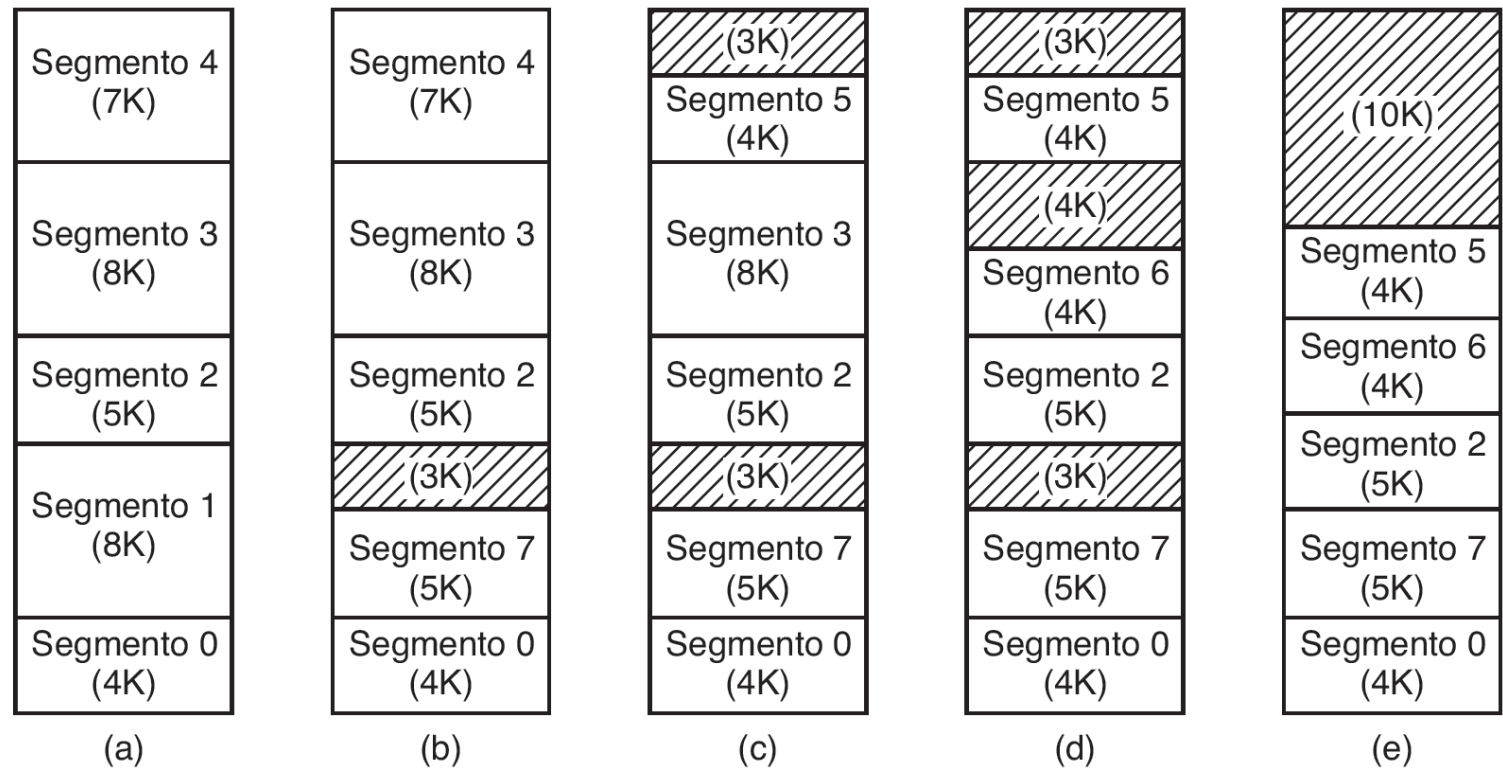 Segmento 4
(7K)
Segmento 3
(8K)
Segmento 2
(5K)
Segmento 1
(8K)
Segmento 0
(4K)
(a)
Segmento 4
(7K)
Segmento 3
(8K)
Segmento 2
(5K)
(3K)
Segmento 7
(5K)
Segmento 0
(4K)
(b)
(3K)
Segmento 5
(4K)
Segmento 3
(8K)
Segmento 2
(5K)
(3K)
Segmento 7
(5K)
Segmento 0
(4K)
(c)
(3K)
Segmento 5
(4K)
(4K)
Segmento 6
(4K)
Segmento 2
(5K)
(3K)
Segmento 7
(5K)
Segmento 0
(4K)
(d)
(10K)
Segmento 5
(4K)
Segmento 6
(4K)
Segmento 2
(5K)
Segmento 7
(5K)
Segmento 0
(4K)
(e)